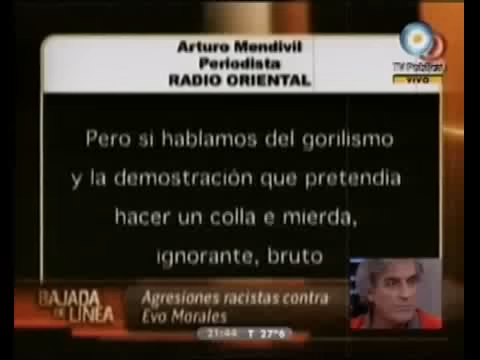 Arturo Mendivil
Periodista
RADIO ORIENTAL
TV Pública
VIVO
Pero si hablamos del gorilismo
y la demostración que pretendia
hacer un colla e mierda,
ignorante, bruto
BAJADA
DE LÍNEA
Agresiones racistas contra
Evo Morales
21:44 T 27°6